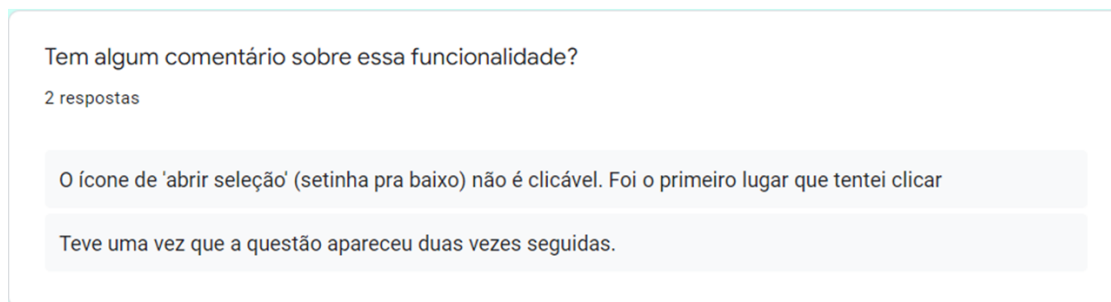 Tem algum comentário sobre essa funcionalidade?
2 respostas
O ícone de 'abrir seleção' (setinha pra baixo) não é clicável. Foi o primeiro lugar que tentei clicar
Teve uma vez que a questão apareceu duas vezes seguidas.